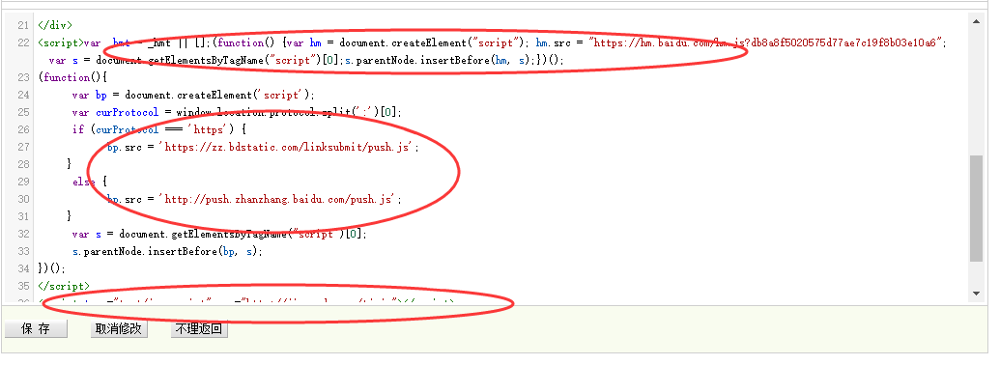 21 </div>
22 <script>var _hmt = _hmt || [];(function() {var hm = document.createElement("script"); hm.src = "https://hm.baidu.com/hm.js?db8a8f5020575d77ae7c19f8b03e10a6";
var s = document.getElementsByTagName("script")[0];s.parentNode.insertBefore(hm, s);})();
23 (function(){
24 var bp = document.createElement('script');
25 var curProtocol = window.location.protocol.split(':')[0];
26 if (curProtocol === 'https') {
27 bp.src = 'https://zz.bdstatic.com/linksubmit/push.js';
28 }
29 else {
30 bp.src = 'http://push.zhanzhang.baidu.com/push.js';
31 }
32 var s = document.getElementsByTagName("script")[0];
33 s.parentNode.insertBefore(bp, s);
34 })();
35 </script>
保 存 取消修改 不理返回